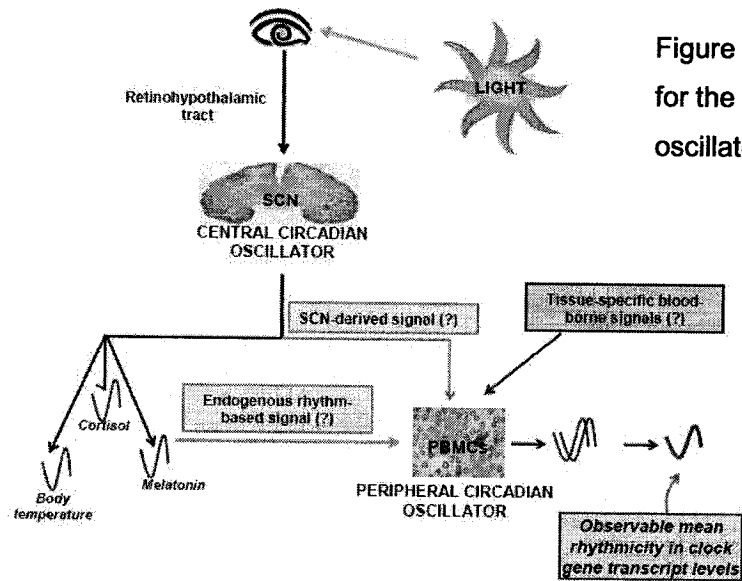 Figure
for the
oscillat
LIGHT
Retinohypothalamic
tract
SCN
CENTRAL CIRCADIAN
OSCILLATOR
SCN-derived signal (?)
Tissue-specific blood-
borne signals (?)
Endogenous rhythm-
based signal (?)
Cortisol
Body
temperature
Melatonin
PBMCs
PERIPHERAL CIRCADIAN
OSCILLATOR
Observable mean
rhythmicity in clock
gene transcript levels